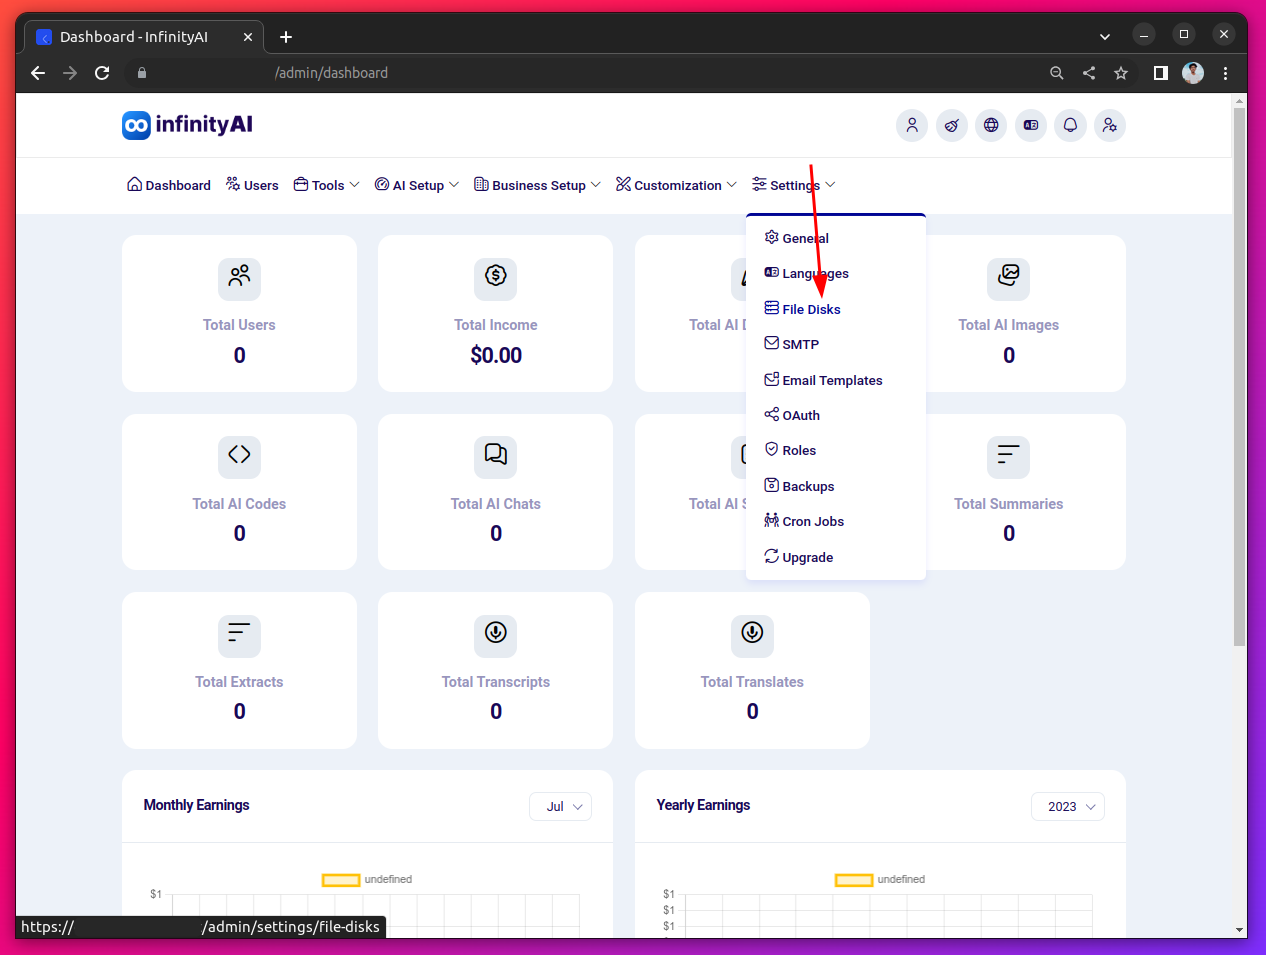 Dashboard - InfinityAI
/admin/dashboard
infinityAI
Dashboard Users Tools AI Setup Business Setup Customization Settings
General
Languages
File Disks
SMTP
Email Templates
OAuth
Roles
Backups
Cron Jobs
Upgrade
Total Users
0
Total Income
$0.00
Total AI
Total AI Images
0
Total AI Codes
0
Total AI Chats
0
Total AI
Total Summaries
0
Total Extracts
0
Total Transcripts
0
Total Translates
0
Monthly Earnings
Jul
undefined
$1
Yearly Earnings
2023
undefined
$1
$1
$1
https:// /admin/settings/file-disks